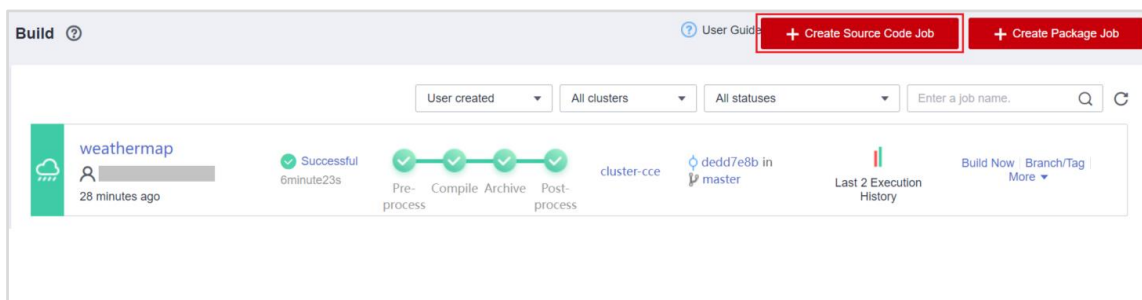 Build
User Guide
+ Create Source Code Job
+ Create Package Job
User created
All clusters
All statuses
Enter a job name.
weathermap
28 minutes ago
Successful
6minute23s
Pre-
process
Compile
Archive
Post-
process
cluster-cce
dedd7e8b in
master
Last 2 Execution
History
Build Now
Branch/Tag
More